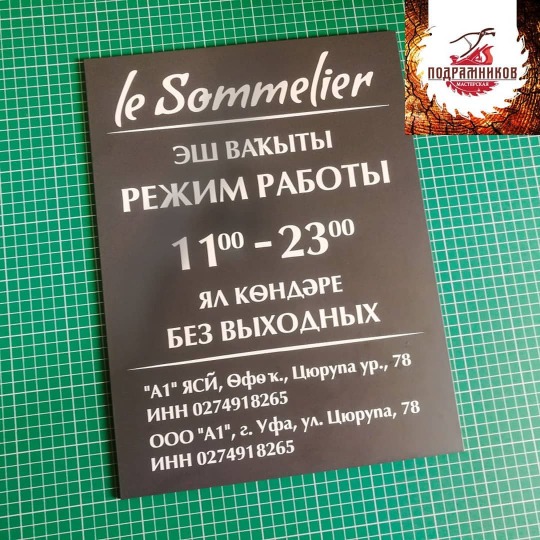 le Sommelier
ЭШ ВАҠЫТЫ
РЕЖИМ РАБОТЫ
11⁰⁰ - 23⁰⁰
ЯЛ КӨНДӘРЕ
БЕЗ ВЫХОДНЫХ
"А1" ЯСЙ, Өфө ҡ., Цюрупа ур., 78
ИНН 0274918265
ООО "А1", г. Уфа, ул. Цюрупа, 78
ИНН 0274918265
ПОДРАМНИКОВ
МАСТЕРСКАЯ